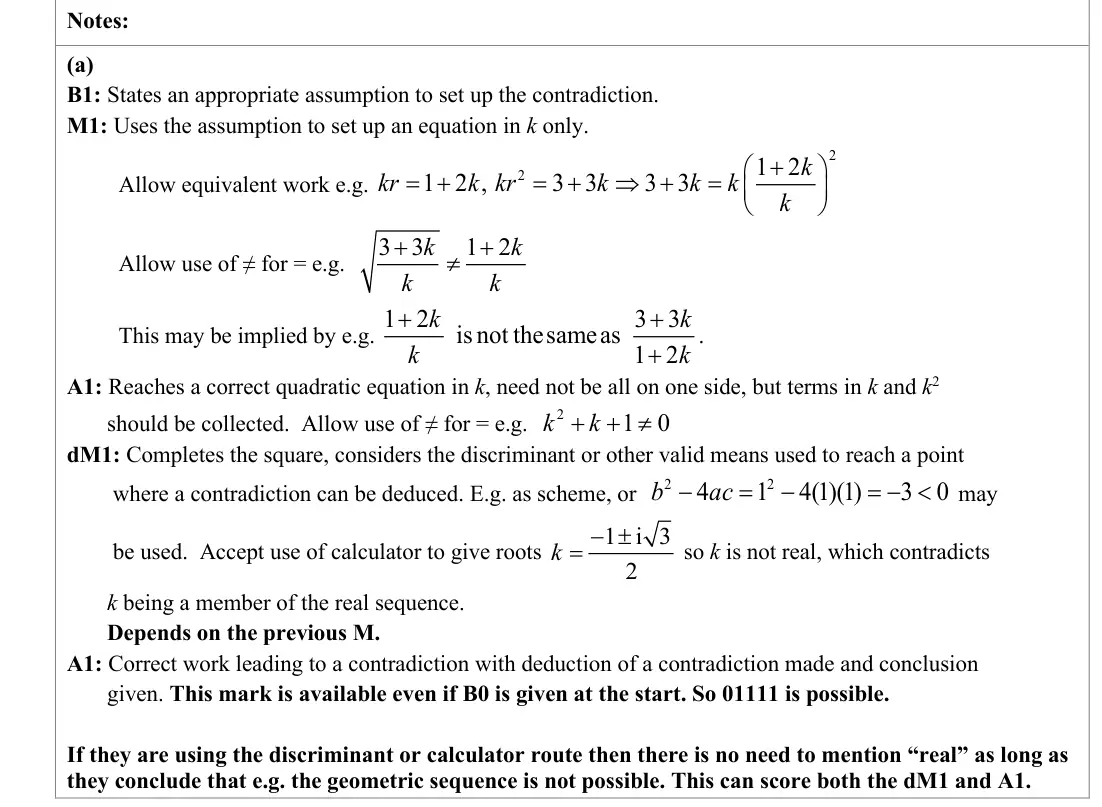 Notes:
(a)
B1: States an appropriate assumption to set up the contradiction.
M1: Uses the assumption to set up an equation in k only.
Allow equivalent work e.g. kr = 1 + 2k, kr² = 3 + 3k ⇒ 3 + 3k = k((1 + 2k)/k)²
Allow use of ≠ for = e.g. √((3 + 3k)/k) ≠ (1 + 2k)/k
This may be implied by e.g. (1 + 2k)/k is not the same as (3 + 3k)/(1 + 2k).
A1: Reaches a correct quadratic equation in k, need not be all on one side, but terms in k and k²
should be collected. Allow use of ≠ for = e.g. k² + k + 1 ≠ 0
dM1: Completes the square, considers the discriminant or other valid means used to reach a point
where a contradiction can be deduced. E.g. as scheme, or b² − 4ac = 1² − 4(1)(1) = −3 < 0 may
be used. Accept use of calculator to give roots k = (−1 ± i√3)/2 so k is not real, which contradicts
k being a member of the real sequence.
Depends on the previous M.
A1: Correct work leading to a contradiction with deduction of a contradiction made and conclusion
given. This mark is available even if B0 is given at the start. So 01111 is possible.
If they are using the discriminant or calculator route then there is no need to mention “real” as long as
they conclude that e.g. the geometric sequence is not possible. This can score both the dM1 and A1.